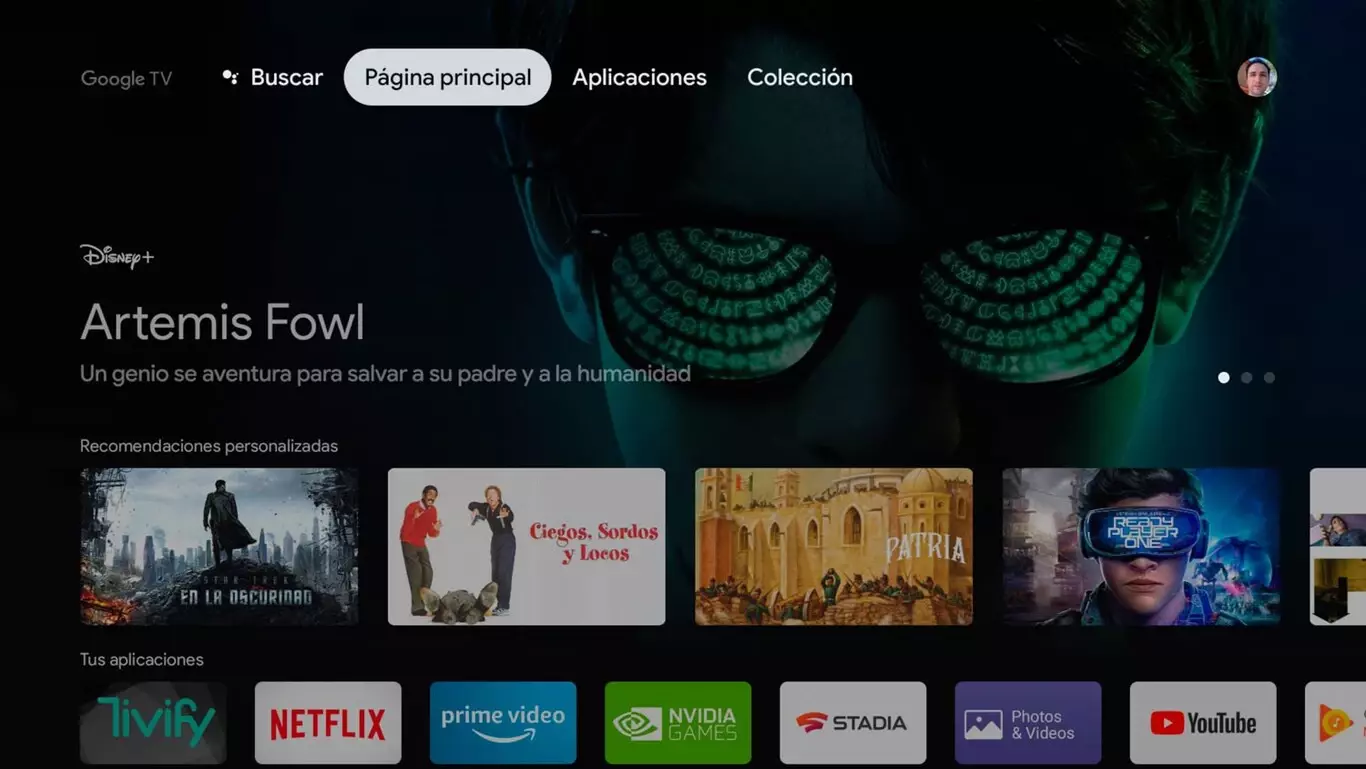 Google TV
Buscar
Página principal
Aplicaciones
Colección
Disney+
Artemis Fowl
Un genio se aventura para salvar a su padre y a la humanidad
Recomendaciones personalizadas
STAR TREK
EN LA OSCURIDAD
Ciegos, Sordos
y Locos
PATRIA
READY
PLAYER
ONE
Tus aplicaciones
Tivify
NETFLIX
prime video
NVIDIA
GAMES
STADIA
Photos
& Videos
YouTube